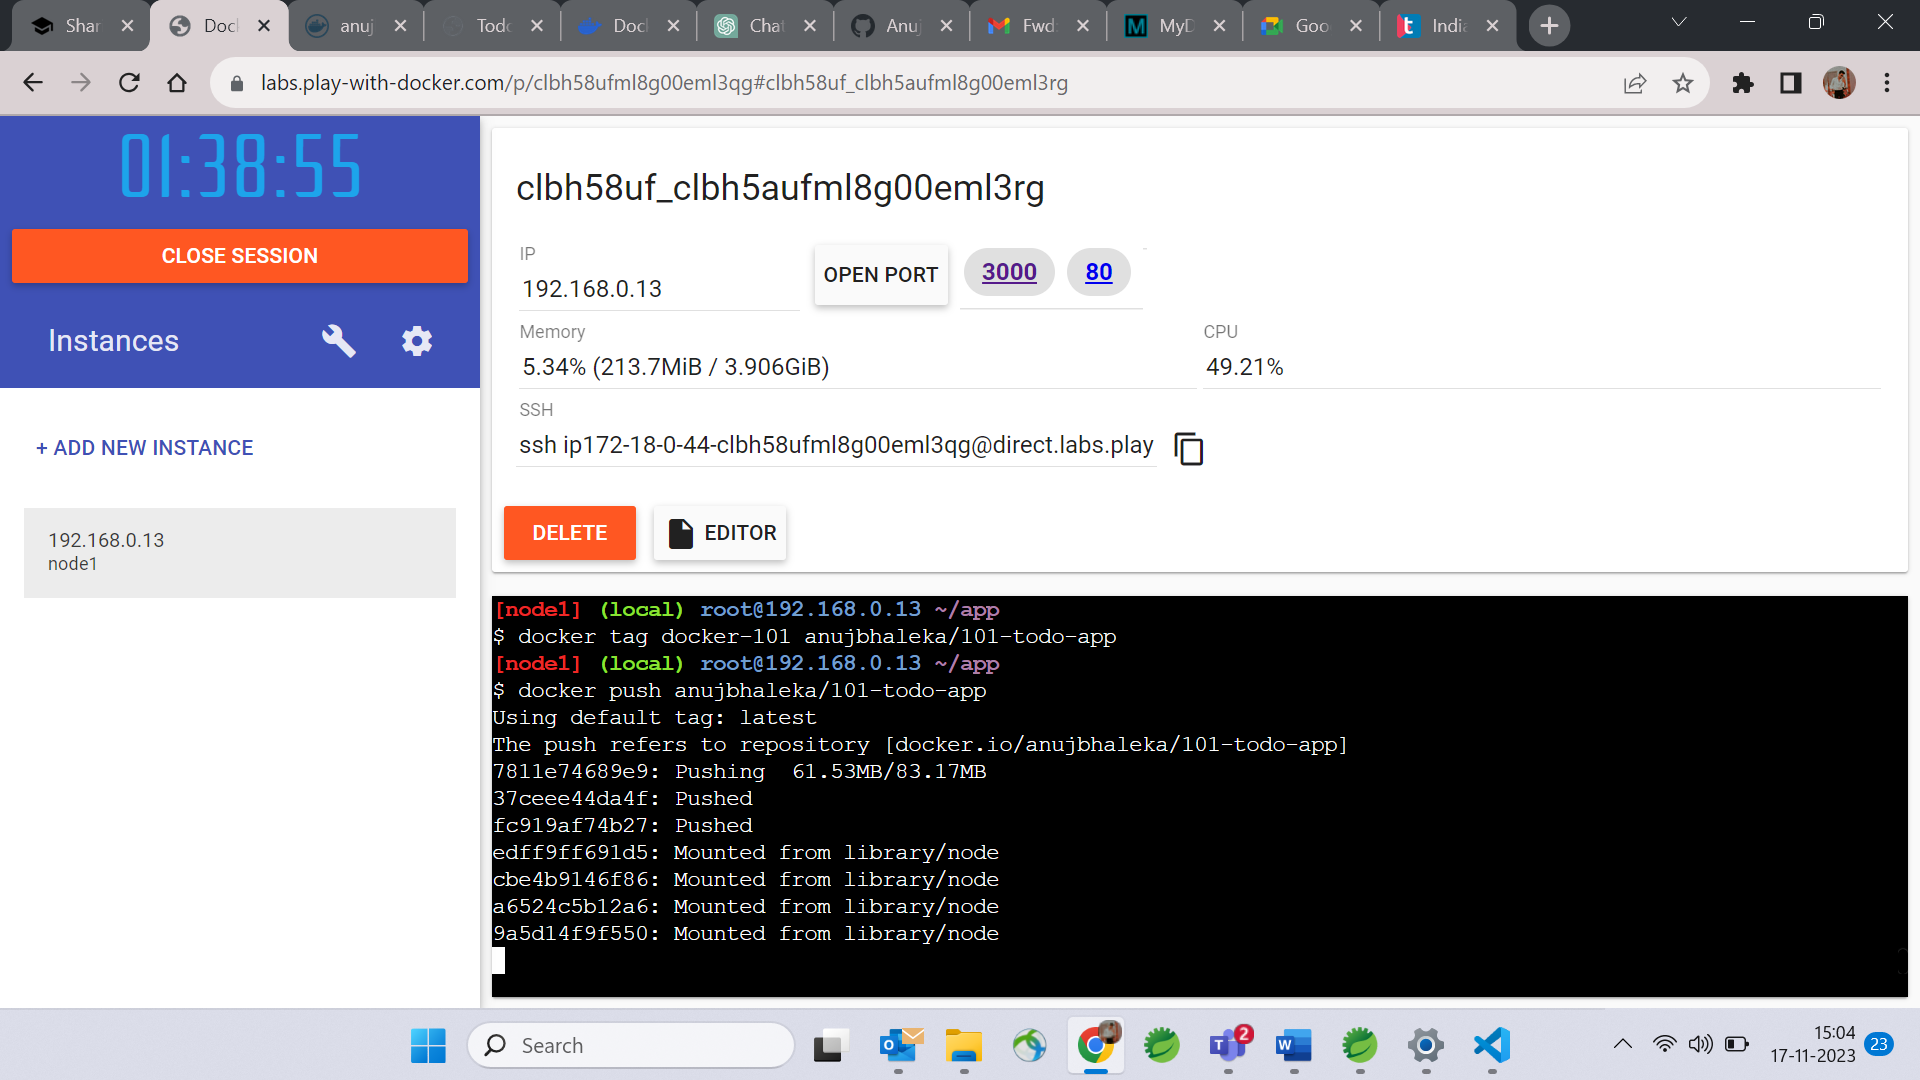 Shar
Doc
anuj
Todo
Doc
Chat
Anuj
Fwd:
MyD
Goo
India
labs.play-with-docker.com/p/clbh58ufml8g00eml3qg#clbh58uf_clbh5aufml8g00eml3rg
01:38:55
CLOSE SESSION
Instances
+ ADD NEW INSTANCE
192.168.0.13
node1
clbh58uf_clbh5aufml8g00eml3rg
IP
192.168.0.13
OPEN PORT
3000
80
Memory
5.34% (213.7MiB / 3.906GiB)
CPU
49.21%
SSH
ssh ip172-18-0-44-clbh58ufml8g00eml3qg@direct.labs.play
DELETE
EDITOR
[node1] (local) root@192.168.0.13 ~/app
$ docker tag docker-101 anujbhaleka/101-todo-app
[node1] (local) root@192.168.0.13 ~/app
$ docker push anujbhaleka/101-todo-app
Using default tag: latest
The push refers to repository [docker.io/anujbhaleka/101-todo-app]
7811e74689e9: Pushing  61.53MB/83.17MB
37ceee44da4f: Pushed
fc919af74b27: Pushed
edff9ff691d5: Mounted from library/node
cbe4b9146f86: Mounted from library/node
a6524c5b12a6: Mounted from library/node
9a5d14f9f550: Mounted from library/node
Search
2
15:04
17-11-2023
23